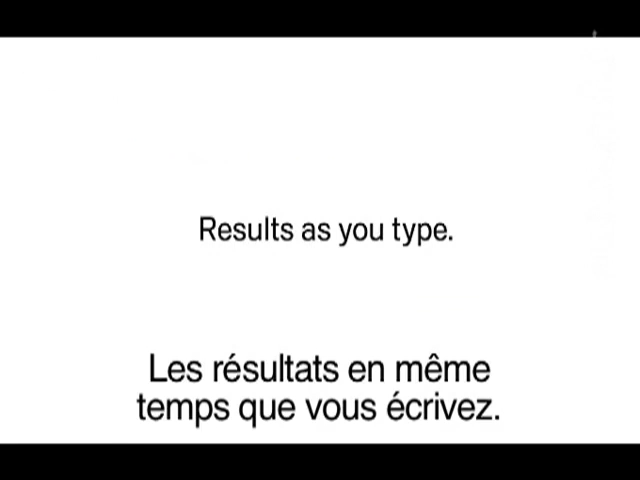 Results as you type.
Les résultats en même
temps que vous écrivez.